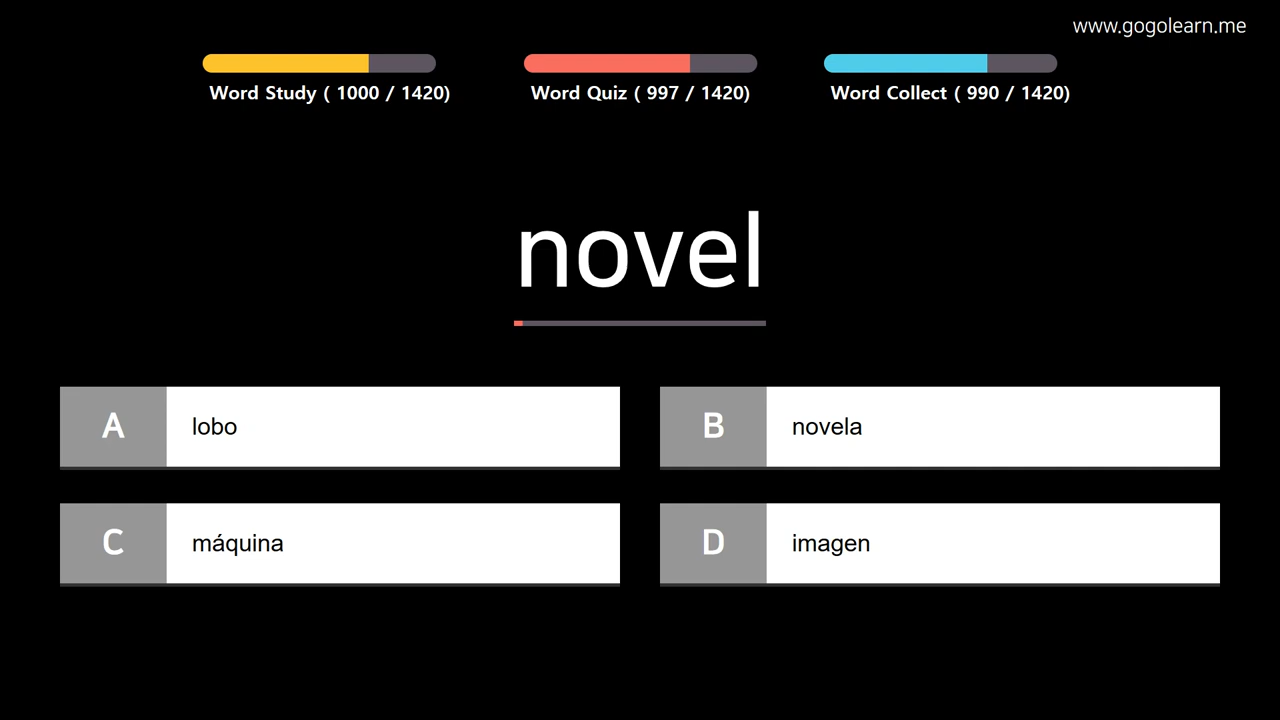 www.gogolearn.me
Word Study ( 1000 / 1420)
Word Quiz ( 997 / 1420)
Word Collect ( 990 / 1420)
novel
A lobo
B novela
C máquina
D imagen